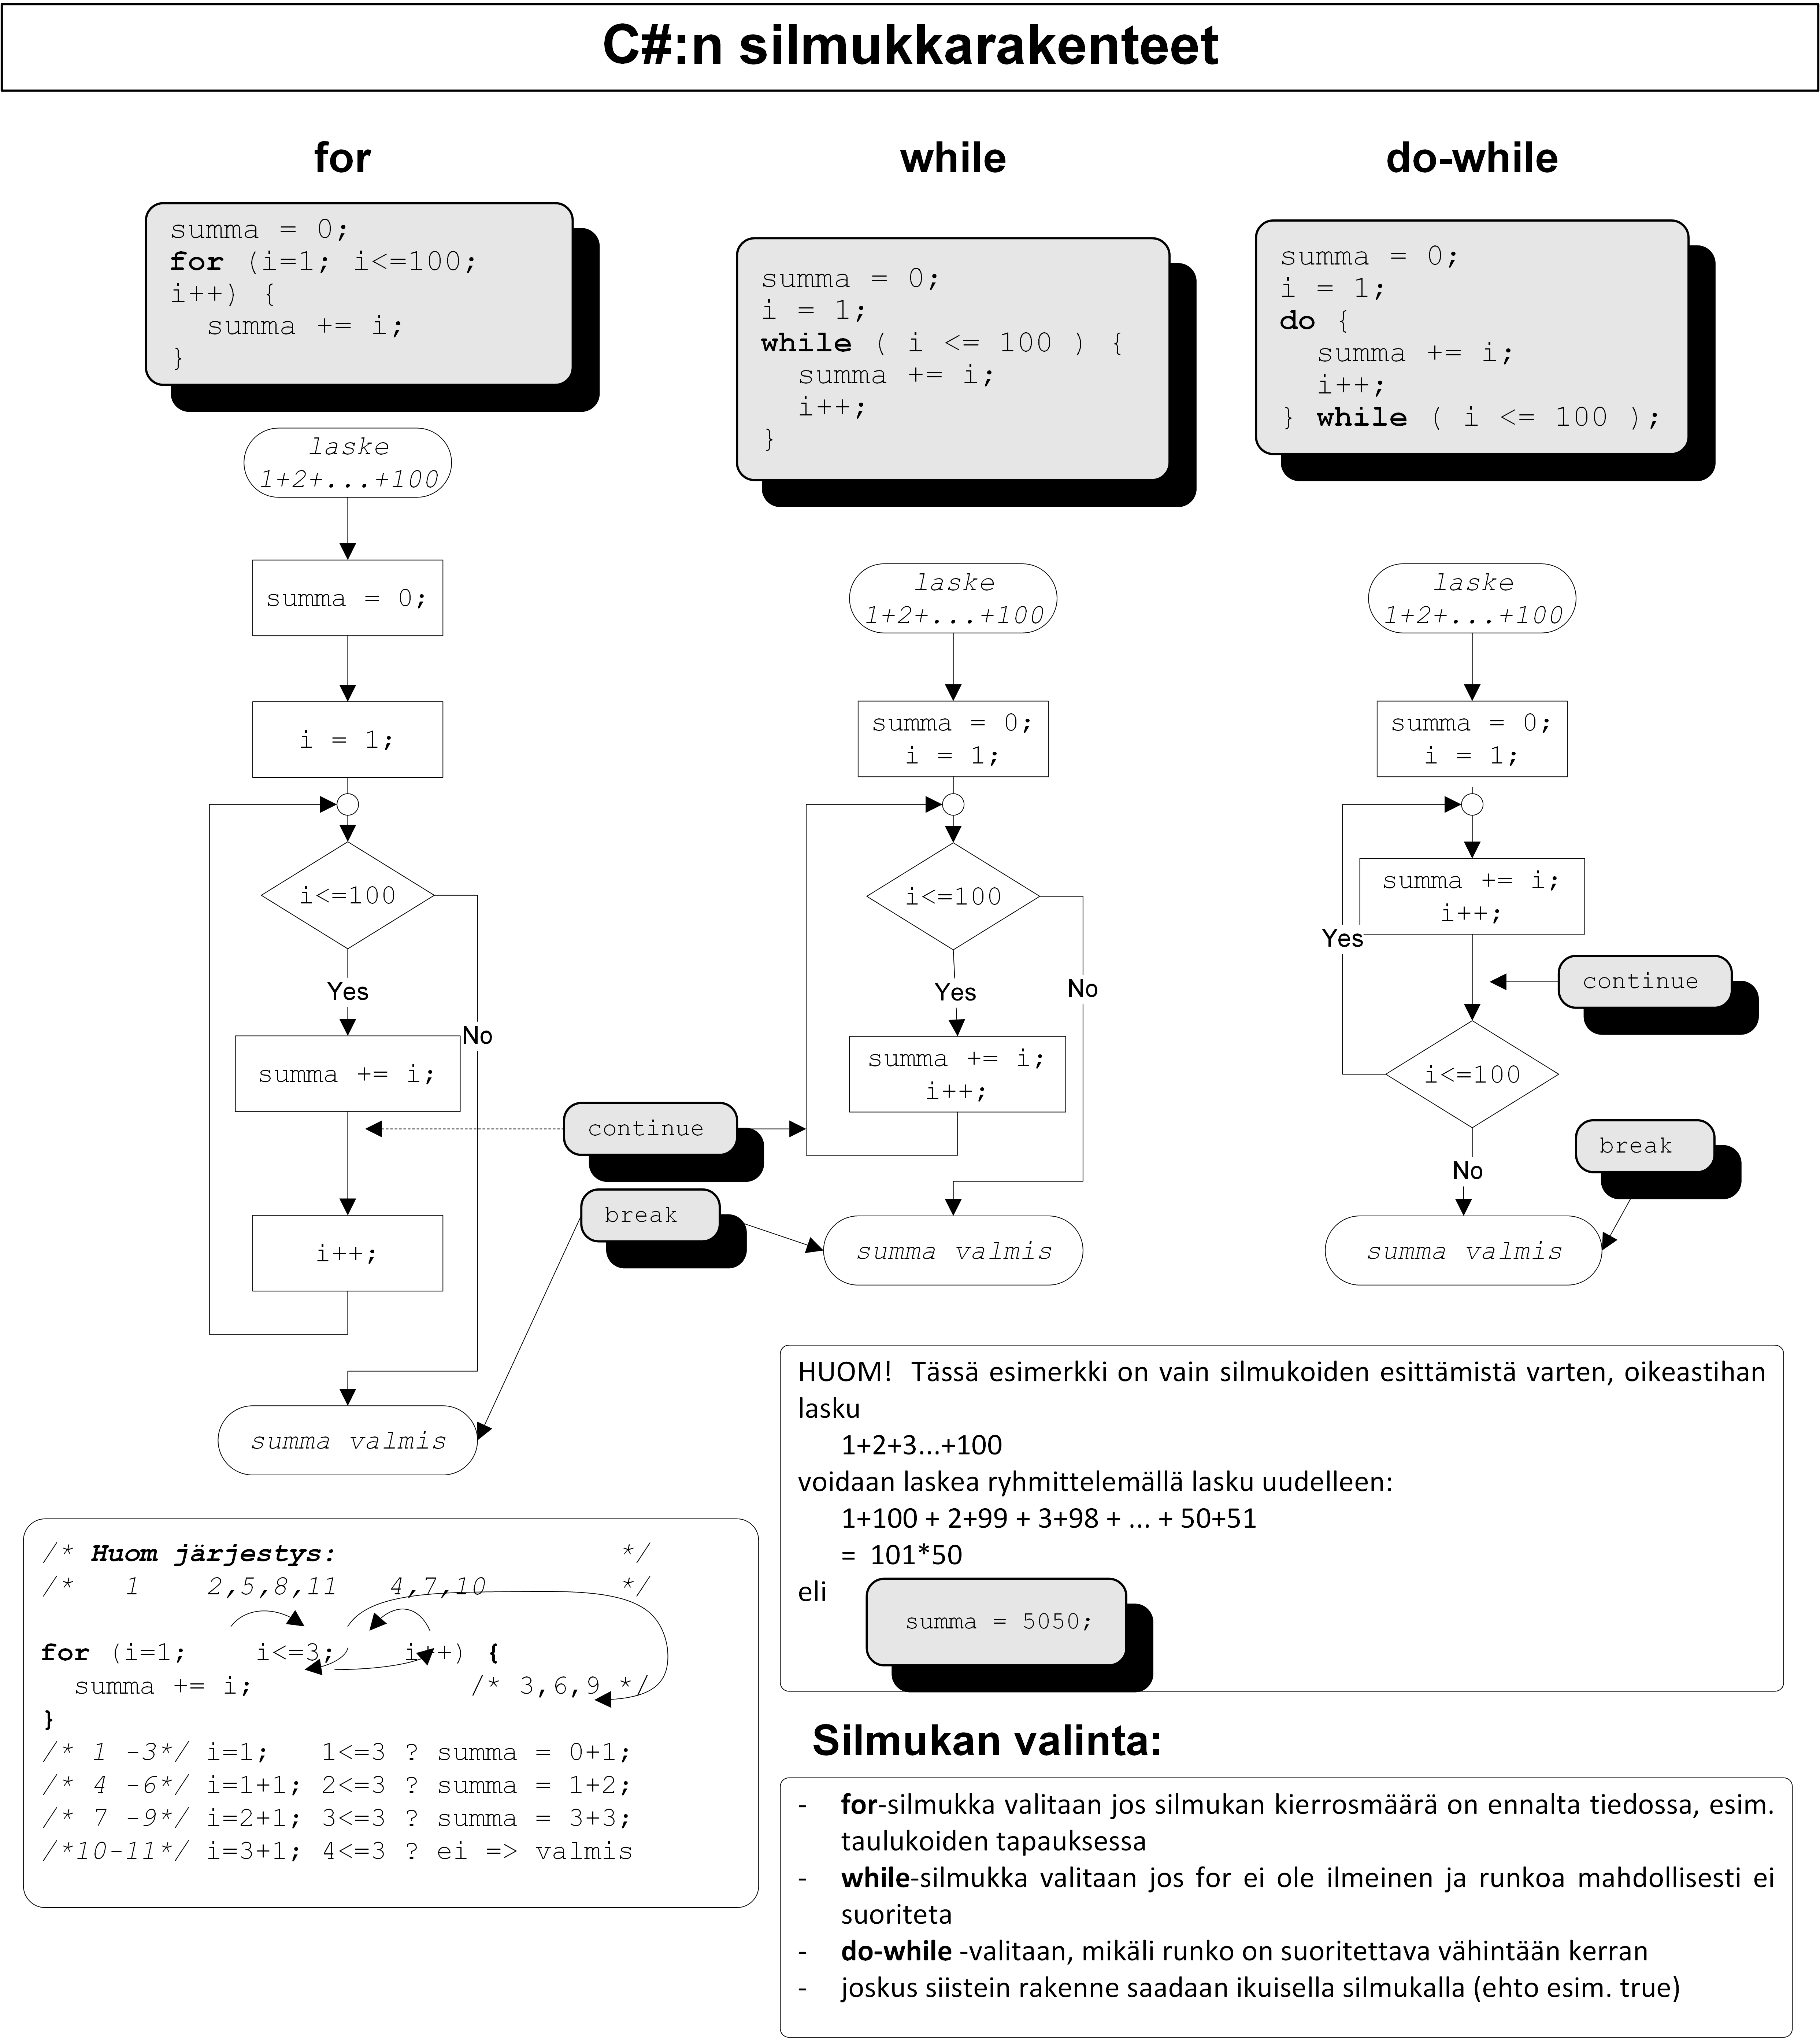 C#:n silmukkarakenteet
for
summa = 0;
for (i=1; i<=100;
i++) {
  summa += i;
}
laske
1+2+...+100
summa = 0;
i = 1;
i<=100
Yes
No
summa += i;
i++;
summa valmis
while
summa = 0;
i = 1;
while ( i <= 100 ) {
  summa += i;
  i++;
}
laske
1+2+...+100
summa = 0;
i = 1;
i<=100
Yes
No
summa += i;
i++;
continue
break
summa valmis
do-while
summa = 0;
i = 1;
do {
  summa += i;
  i++;
} while ( i <= 100 );
laske
1+2+...+100
summa = 0;
i = 1;
summa += i;
i++;
Yes
continue
i<=100
break
No
summa valmis
/* Huom järjestys: */
/* 1 2,5,8,11 4,7,10 */
for (i=1; i<=3; i++) {
  summa += i; /* 3,6,9 */
}
/* 1 -3*/ i=1; 1<=3 ? summa = 0+1;
/* 4 -6*/ i=1+1; 2<=3 ? summa = 1+2;
/* 7 -9*/ i=2+1; 3<=3 ? summa = 3+3;
/*10-11*/ i=3+1; 4<=3 ? ei => valmis
HUOM! Tässä esimerkki on vain silmukoiden esittämistä varten, oikeastihan
lasku
1+2+3...+100
voidaan laskea ryhmittelemällä lasku uudelleen:
1+100 + 2+99 + 3+98 + ... + 50+51
= 101*50
eli
summa = 5050;
Silmukan valinta:
- for-silmukka valitaan jos silmukan kierrosmäärä on ennalta tiedossa, esim.
taulukoiden tapauksessa
- while-silmukka valitaan jos for ei ole ilmeinen ja runkoa mahdollisesti ei
suoriteta
- do-while -valitaan, mikäli runko on suoritettava vähintään kerran
- joskus siistein rakenne saadaan ikuisella silmukalla (ehto esim. true)